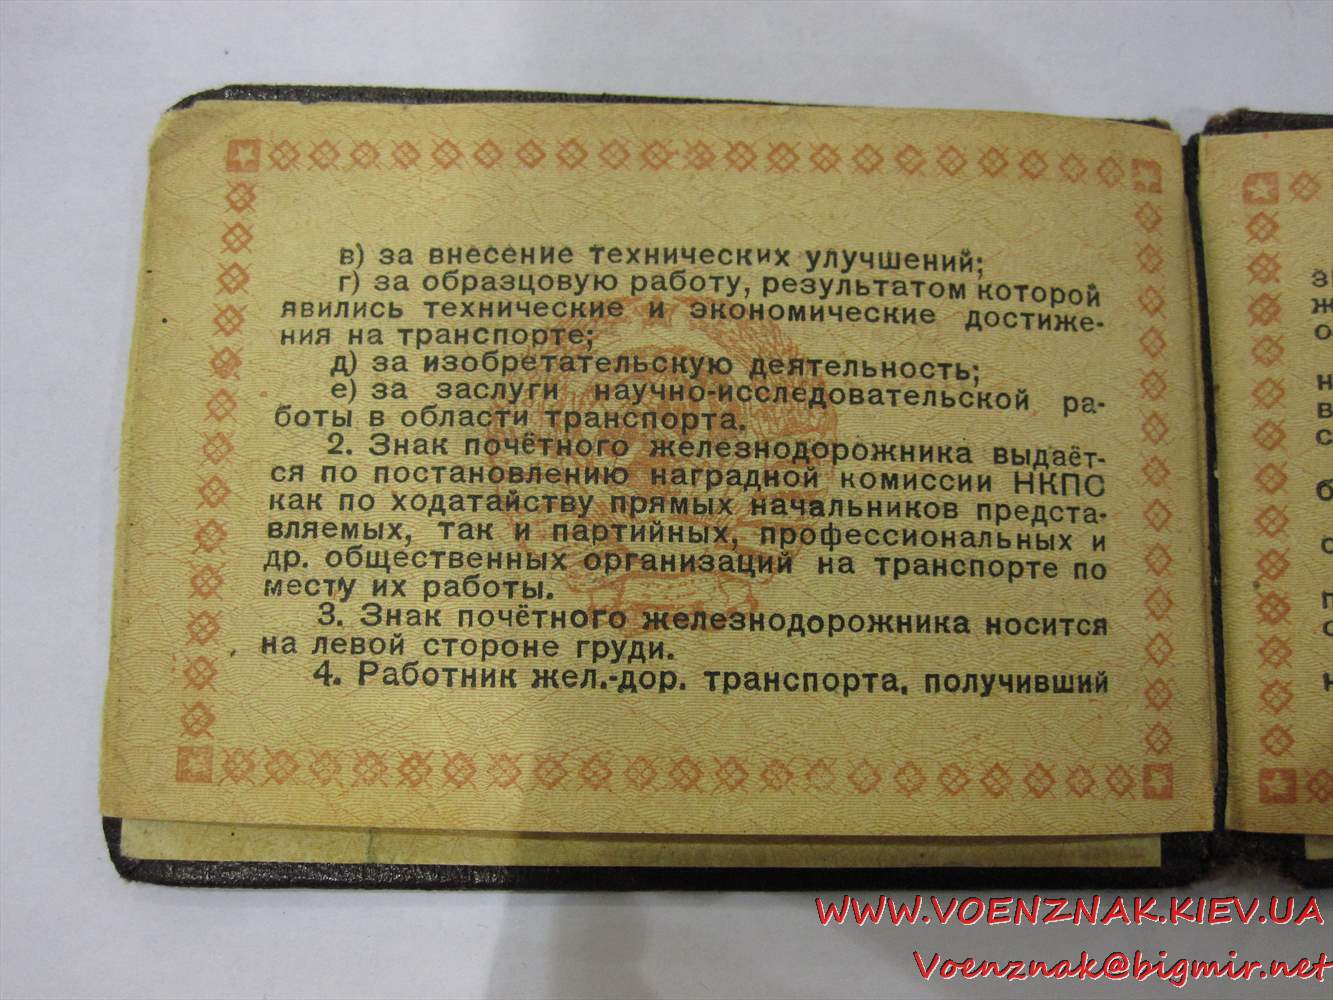 в) за внесение технических улучшений;
г) за образцовую работу, результатом которой
явились технические и экономические достиже-
ния на транспорте;
д) за изобретательскую деятельность;
е) за заслуги научно-исследовательской ра-
боты в области транспорта.
2. Знак почётного железнодорожника выдаёт-
ся по постановлению наградной комиссии НКПС
как по ходатайству прямых начальников предста-
вляемых, так и партийных, профессиональных и
др. общественных организаций на транспорте по
месту их работы.
3. Знак почётного железнодорожника носится
на левой стороне груди.
4. Работник жел.-дор. транспорта, получивший
WWW.VOENZNAK.KIEV.UA
Voenznak@bigmir.net